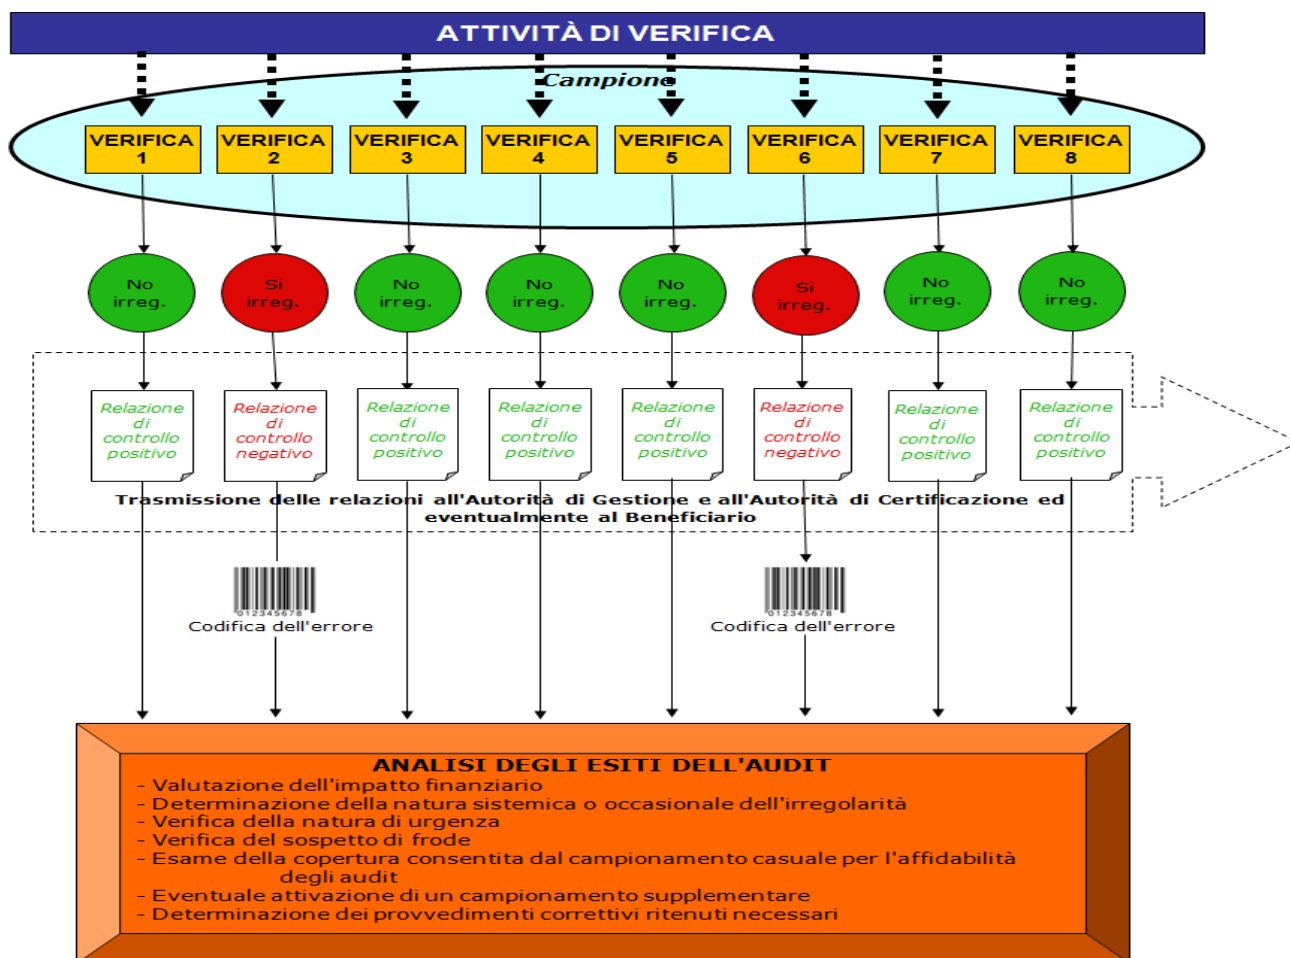 ATTIVITÀ DI VERIFICA
Campione
VERIFICA 1
VERIFICA 2
VERIFICA 3
VERIFICA 4
VERIFICA 5
VERIFICA 6
VERIFICA 7
VERIFICA 8
No
irreg.
Si
irreg.
No
irreg.
No
irreg.
No
irreg.
Si
irreg.
No
irreg.
No
irreg.
Relazione
di
controllo
positivo
Relazione
di
controllo
negativo
Relazione
di
controllo
positivo
Relazione
di
controllo
positivo
Relazione
di
controllo
positivo
Relazione
di
controllo
negativo
Relazione
di
controllo
positivo
Relazione
di
controllo
positivo
Trasmissione delle relazioni all'Autorità di Gestione e all'Autorità di Certificazione ed
eventualmente al Beneficiario
012345678
Codifica dell'errore
012345678
Codifica dell'errore
ANALISI DEGLI ESITI DELL'AUDIT
- Valutazione dell'impatto finanziario
- Determinazione della natura sistemica o occasionale dell'irregolarità
- Verifica della natura di urgenza
- Verifica del sospetto di frode
- Esame della copertura consentita dal campionamento casuale per l'affidabilità
degli audit
- Eventuale attivazione di un campionamento supplementare
- Determinazione dei provvedimenti correttivi ritenuti necessari